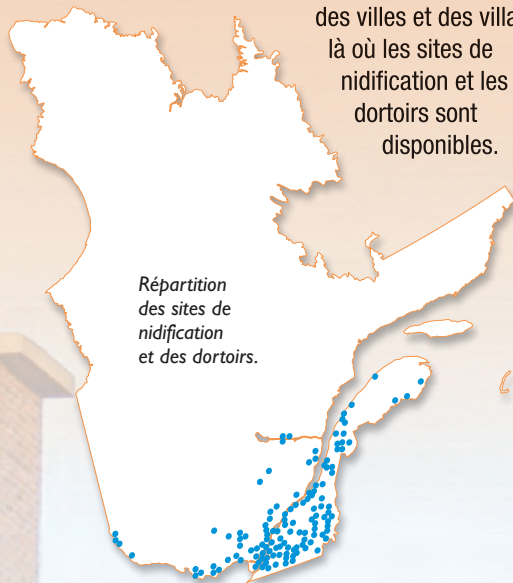 des villes et des
là où les sites de
nidification et les
dortoirs sont
disponibles.
Répartition
des sites de
nidification
et des dortoirs.